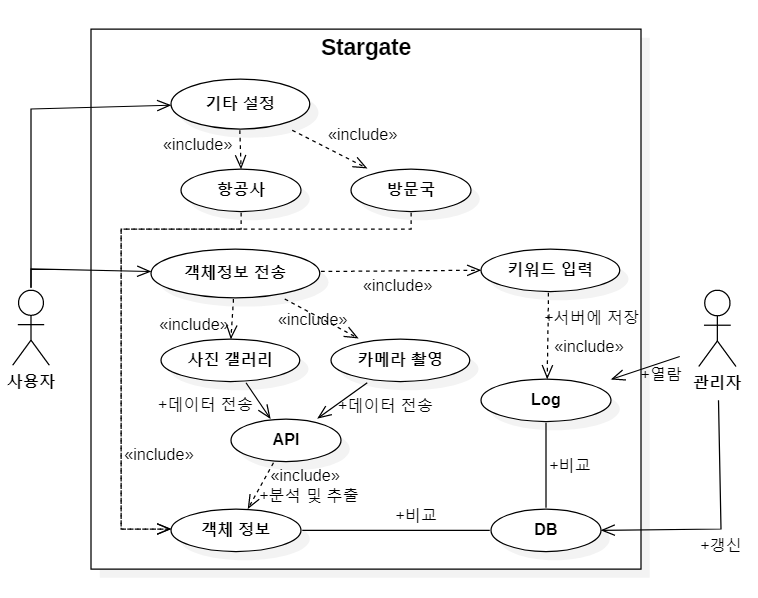 Stargate
기타 설정
«include»
«include»
항공사
방문국
객체정보 전송
키워드 입력
«include»
+서버에 저장
«include»
«include»
«include»
사진 갤러리
카메라 촬영
+열람
사용자
관리자
+데이터 전송
+데이터 전송
Log
API
«include»
«include»
+비교
+분석 및 추출
객체 정보
+비교
DB
+갱신